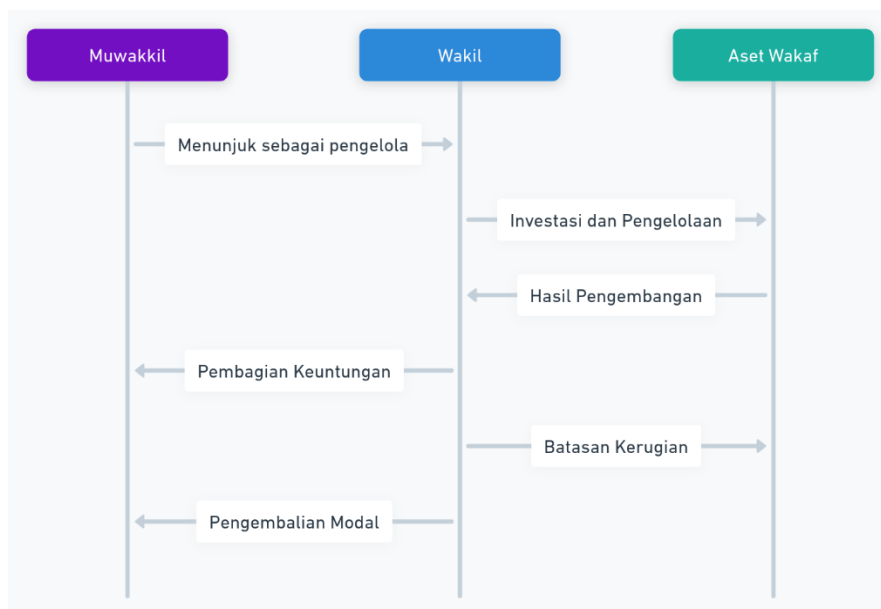 Muwakkil
Wakil
Aset Wakaf
Menunjuk sebagai pengelola
Investasi dan Pengelolaan
Hasil Pengembangan
Pembagian Keuntungan
Batasan Kerugian
Pengembalian Modal